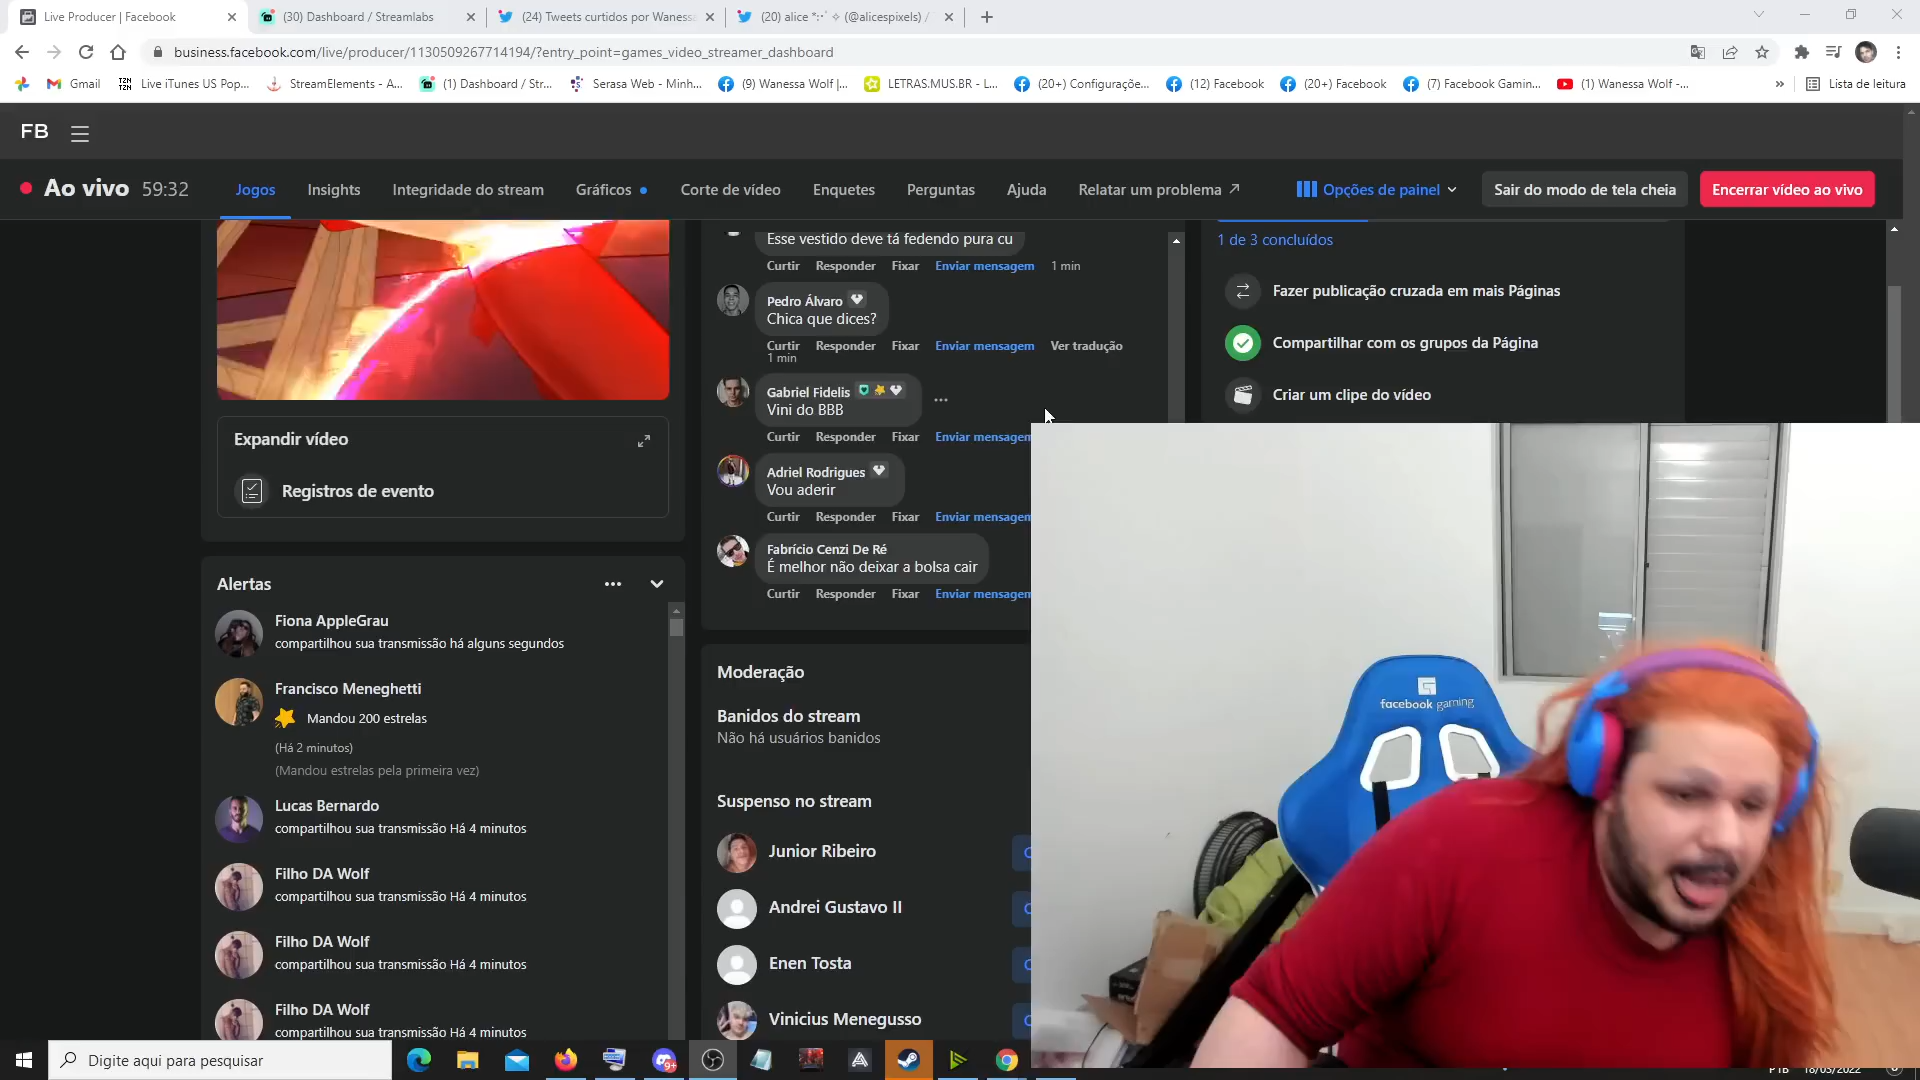 Live Producer | Facebook
(30) Dashboard / Streamlabs
(24) Tweets curtidos por Wanessa
(20) alice *:･ﾟ✧ (@alicespixels) /
business.facebook.com/live/producer/1130509267714194/?entry_point=games_video_streamer_dashboard
Gmail
Live iTunes US Pop...
StreamElements - A...
(1) Dashboard / Str...
Serasa Web - Minh...
(9) Wanessa Wolf |...
LETRAS.MUS.BR - L...
(20+) Configuraçõe...
(12) Facebook
(20+) Facebook
(7) Facebook Gamin...
(1) Wanessa Wolf -...
»
Lista de leitura
FB
Ao vivo 59:32
Jogos
Insights
Integridade do stream
Gráficos
Corte de vídeo
Enquetes
Perguntas
Ajuda
Relatar um problema
Opções de painel
Sair do modo de tela cheia
Encerrar vídeo ao vivo
Expandir vídeo
Registros de evento
Alertas
Fiona AppleGrau
compartilhou sua transmissão há alguns segundos
Francisco Meneghetti
Mandou 200 estrelas
(Há 2 minutos)
(Mandou estrelas pela primeira vez)
Lucas Bernardo
compartilhou sua transmissão Há 4 minutos
Filho DA Wolf
compartilhou sua transmissão Há 4 minutos
Filho DA Wolf
compartilhou sua transmissão Há 4 minutos
Filho DA Wolf
compartilhou sua transmissão Há 4 minutos
Esse vestido deve tá fedendo pura cu
Curtir Responder Fixar Enviar mensagem 1 min
Pedro Álvaro
Chica que dices?
Curtir Responder Fixar Enviar mensagem Ver tradução
1 min
Gabriel Fidelis
Vini do BBB
Curtir Responder Fixar Enviar mensagem
Adriel Rodrigues
Vou aderir
Curtir Responder Fixar Enviar mensagem
Fabrício Cenzi De Ré
É melhor não deixar a bolsa cair
Curtir Responder Fixar Enviar mensagem
Moderação
Banidos do stream
Não há usuários banidos
Suspenso no stream
Junior Ribeiro
Andrei Gustavo II
Enen Tosta
Vinicius Menegusso
1 de 3 concluídos
Fazer publicação cruzada em mais Páginas
Compartilhar com os grupos da Página
Criar um clipe do vídeo
facebook gaming
Digite aqui para pesquisar
9+
PTB
18/03/2022